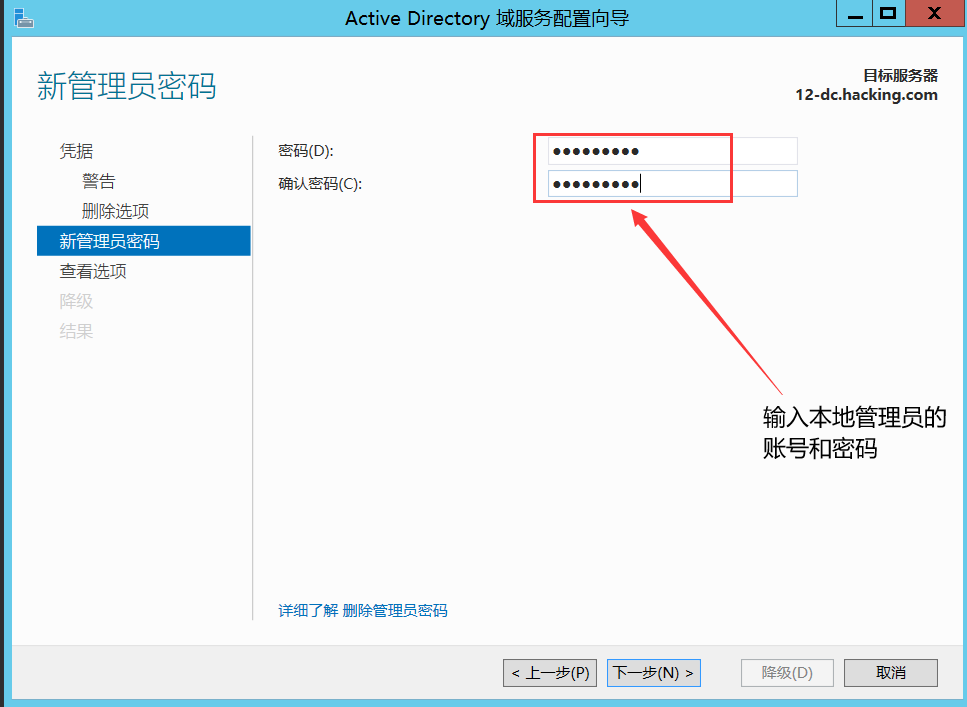 Active Directory 域服务配置向导
新管理员密码
目标服务器
12-dc.hacking.com
凭据
警告
删除选项
新管理员密码
查看选项
降级
结果
密码(D):
●●●●●●●●●
确认密码(C):
●●●●●●●●●
输入本地管理员的
账号和密码
详细了解 删除管理员密码
< 上一步(P)
下一步(N) >
降级(D)
取消